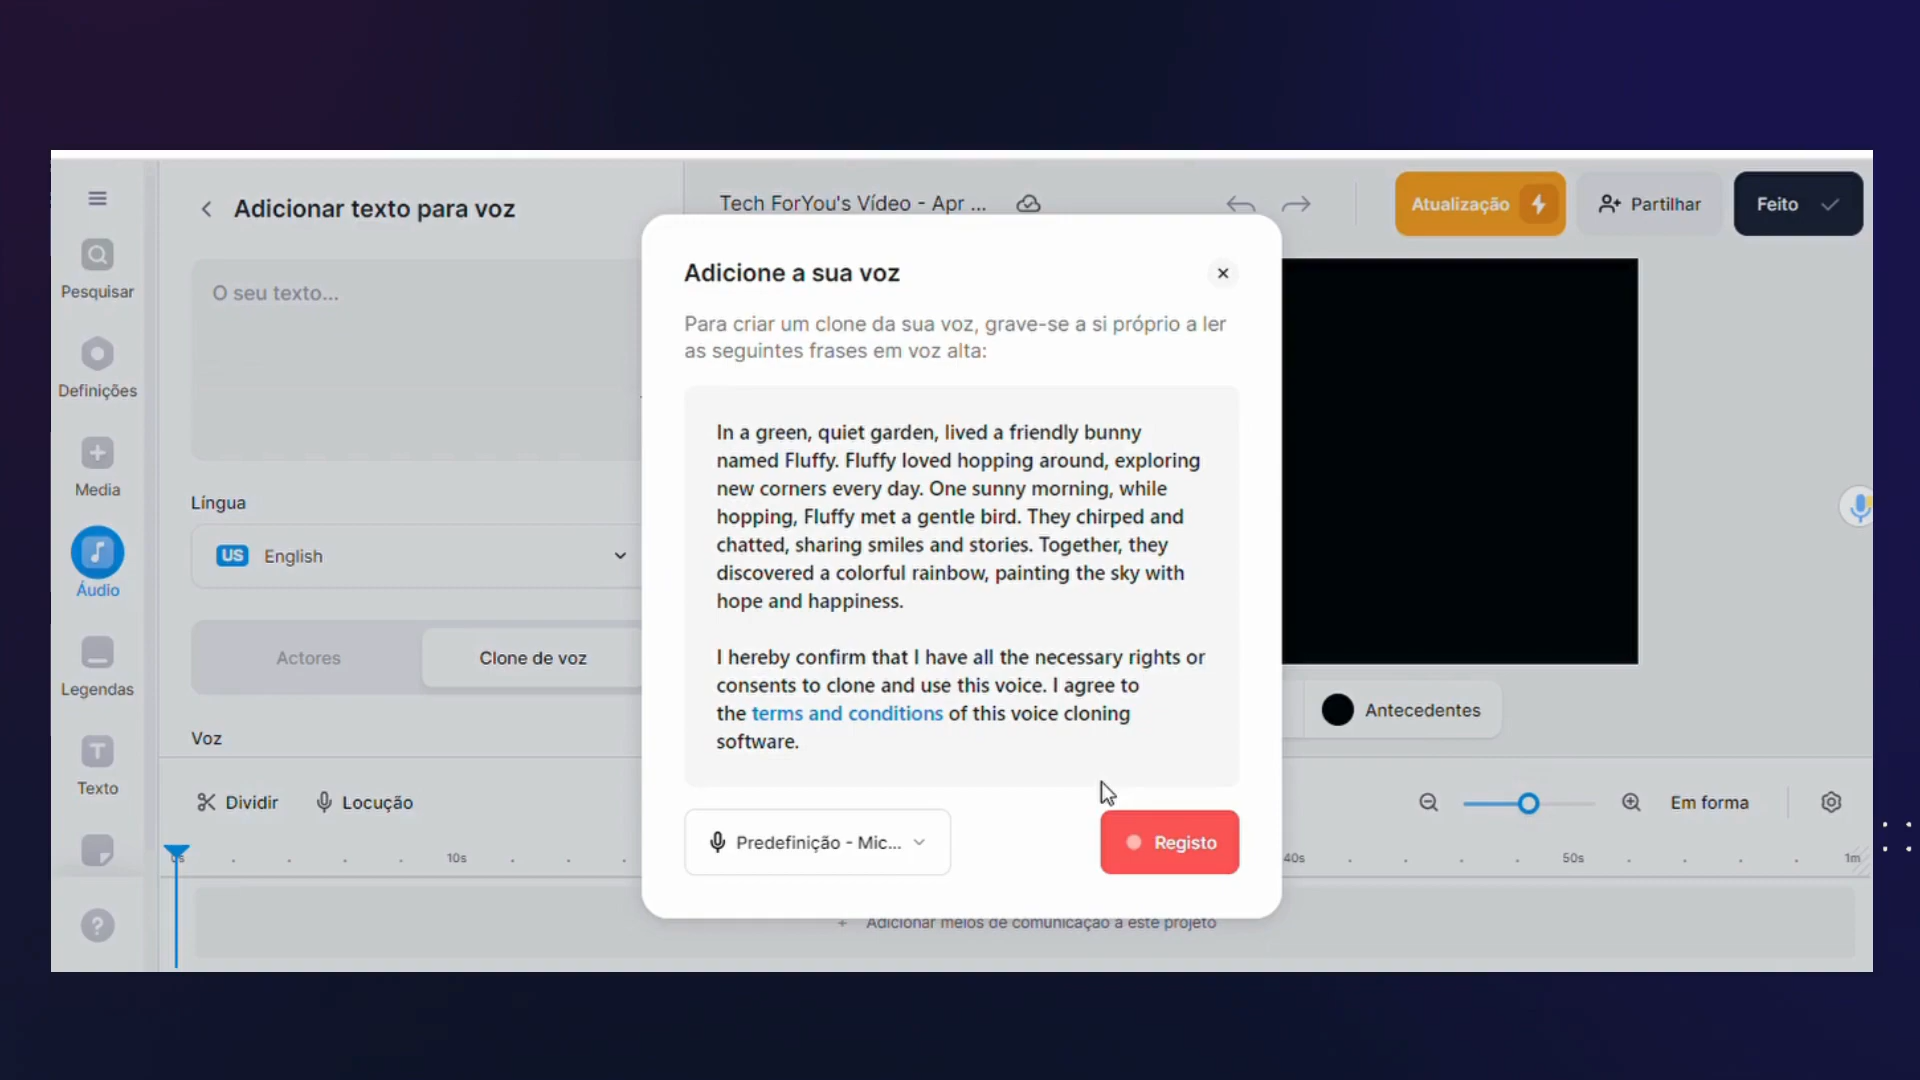 Adicionar texto para voz
Tech ForYou's Vídeo - Apr ...
Atualização
Partilhar
Feito
Pesquisar
Definições
Media
Áudio
Legendas
Texto
O seu texto...
Língua
US English
Actores
Clone de voz
Voz
Adicione a sua voz
Para criar um clone da sua voz, grave-se a si próprio a ler
as seguintes frases em voz alta:
In a green, quiet garden, lived a friendly bunny
named Fluffy. Fluffy loved hopping around, exploring
new corners every day. One sunny morning, while
hopping, Fluffy met a gentle bird. They chirped and
chatted, sharing smiles and stories. Together, they
discovered a colorful rainbow, painting the sky with
hope and happiness.
I hereby confirm that I have all the necessary rights or
consents to clone and use this voice. I agree to
the terms and conditions of this voice cloning
software.
Predefinição - Mic...
Registo
Antecedentes
Dividir
Locução
Em forma
0s
10s
40s
50s
1m
+ Adicionar meios de comunicação a este projeto
?